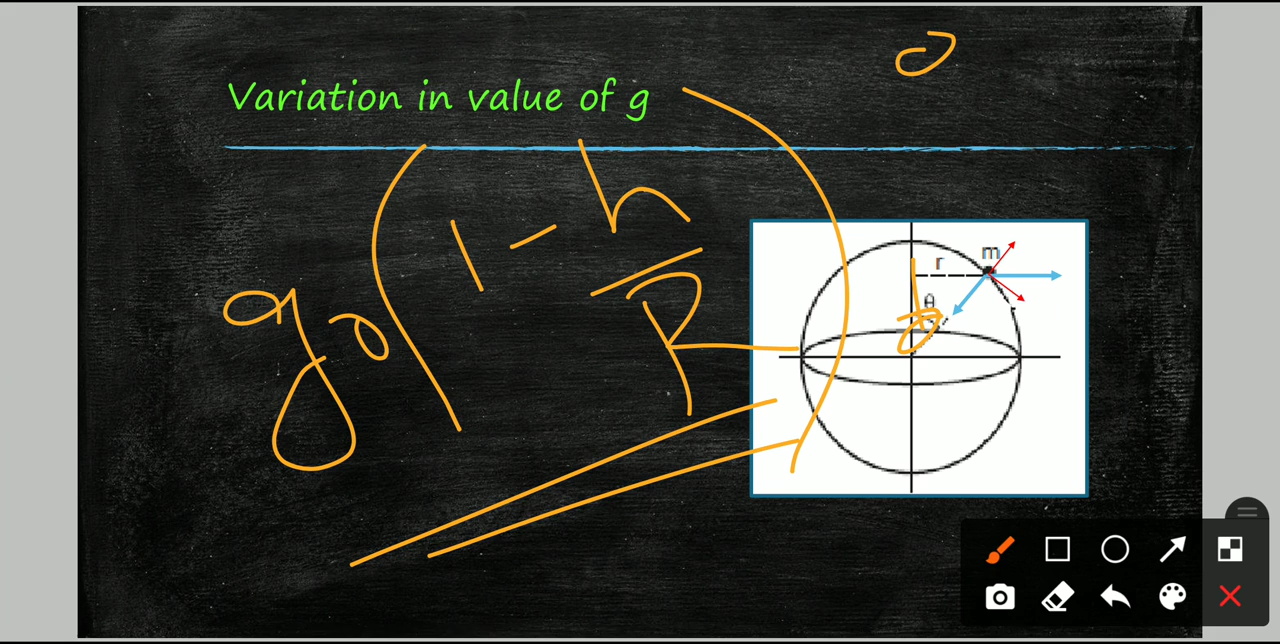 Variation in value of g
g₀ (1 - h/R)
m
r
θ